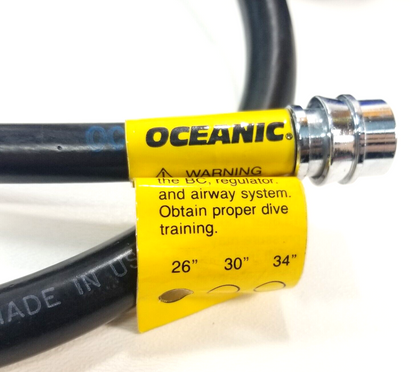 OCEANIC®
WARNING
the BC, regulator,
and airway system.
Obtain proper dive
training.
26" 30" 34"
MADE IN US